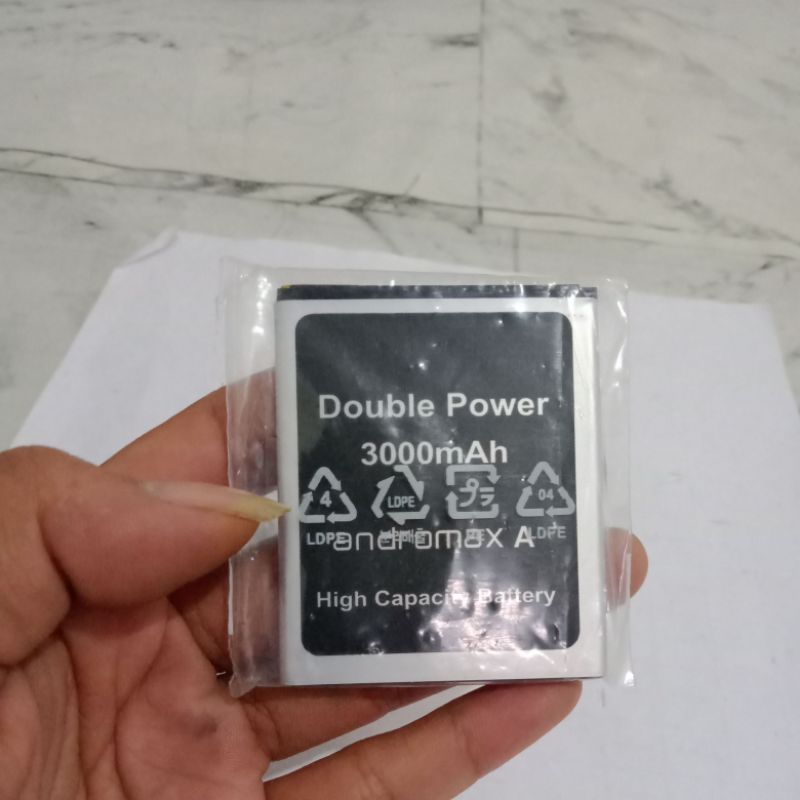 Double Power
3000mAh
4 LDPE プラ 04
LDPE LDPE
andromax A
High Capacity Battery